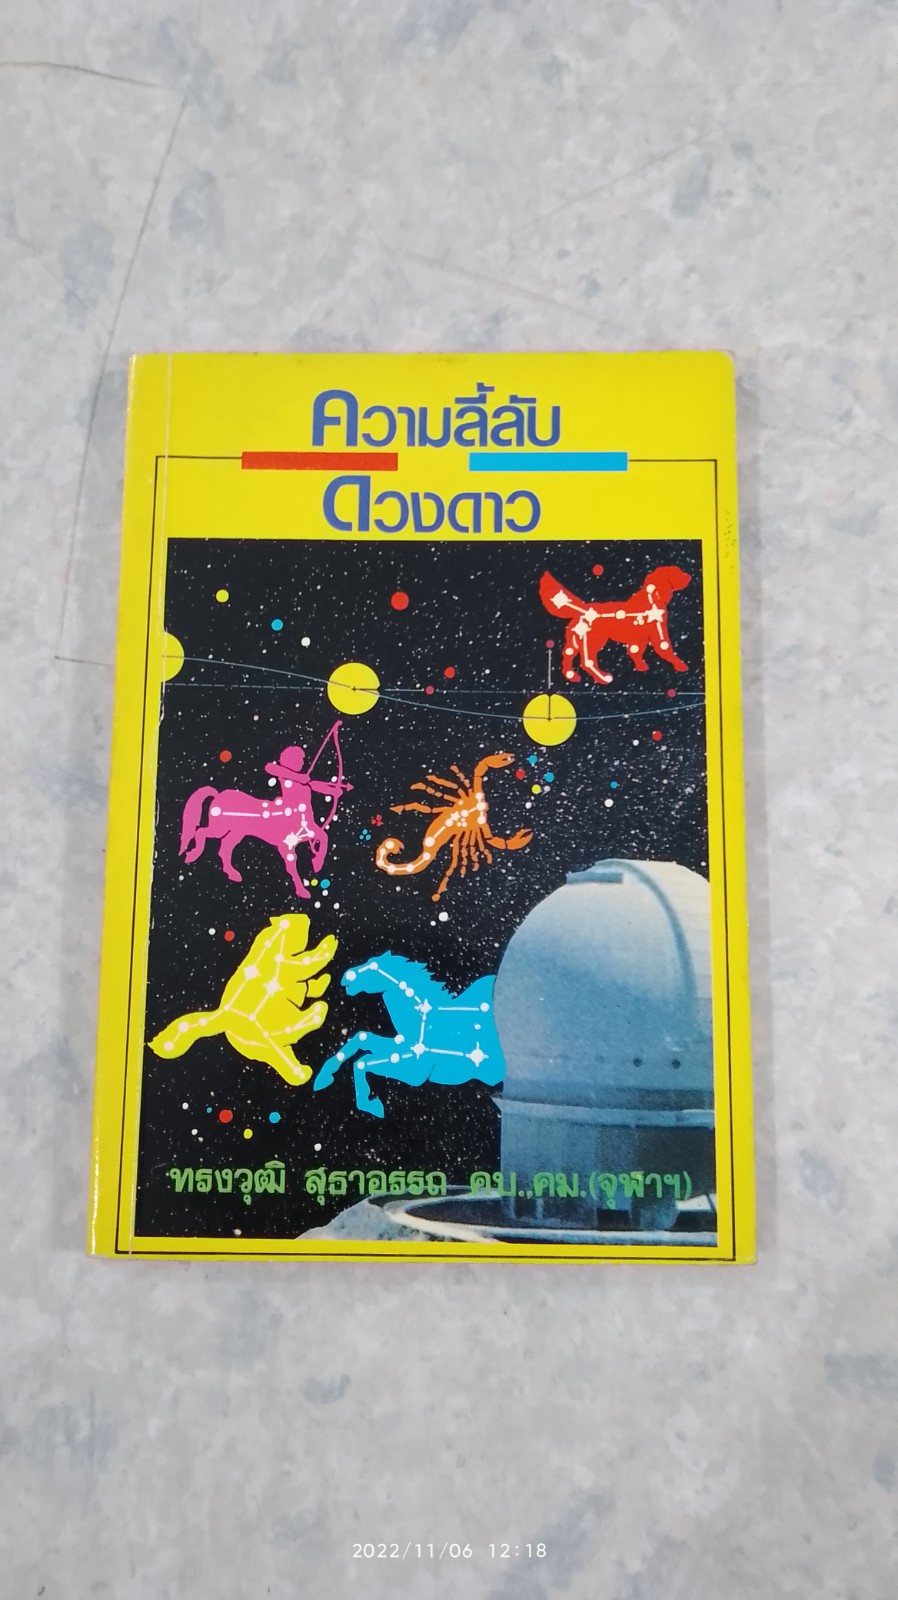 ความลี้ลับ
ดวงดาว
ทรงวุฒิ สุธาอรรถ คบ.,คม.(จุฬาฯ)
2022/11/06 12:18